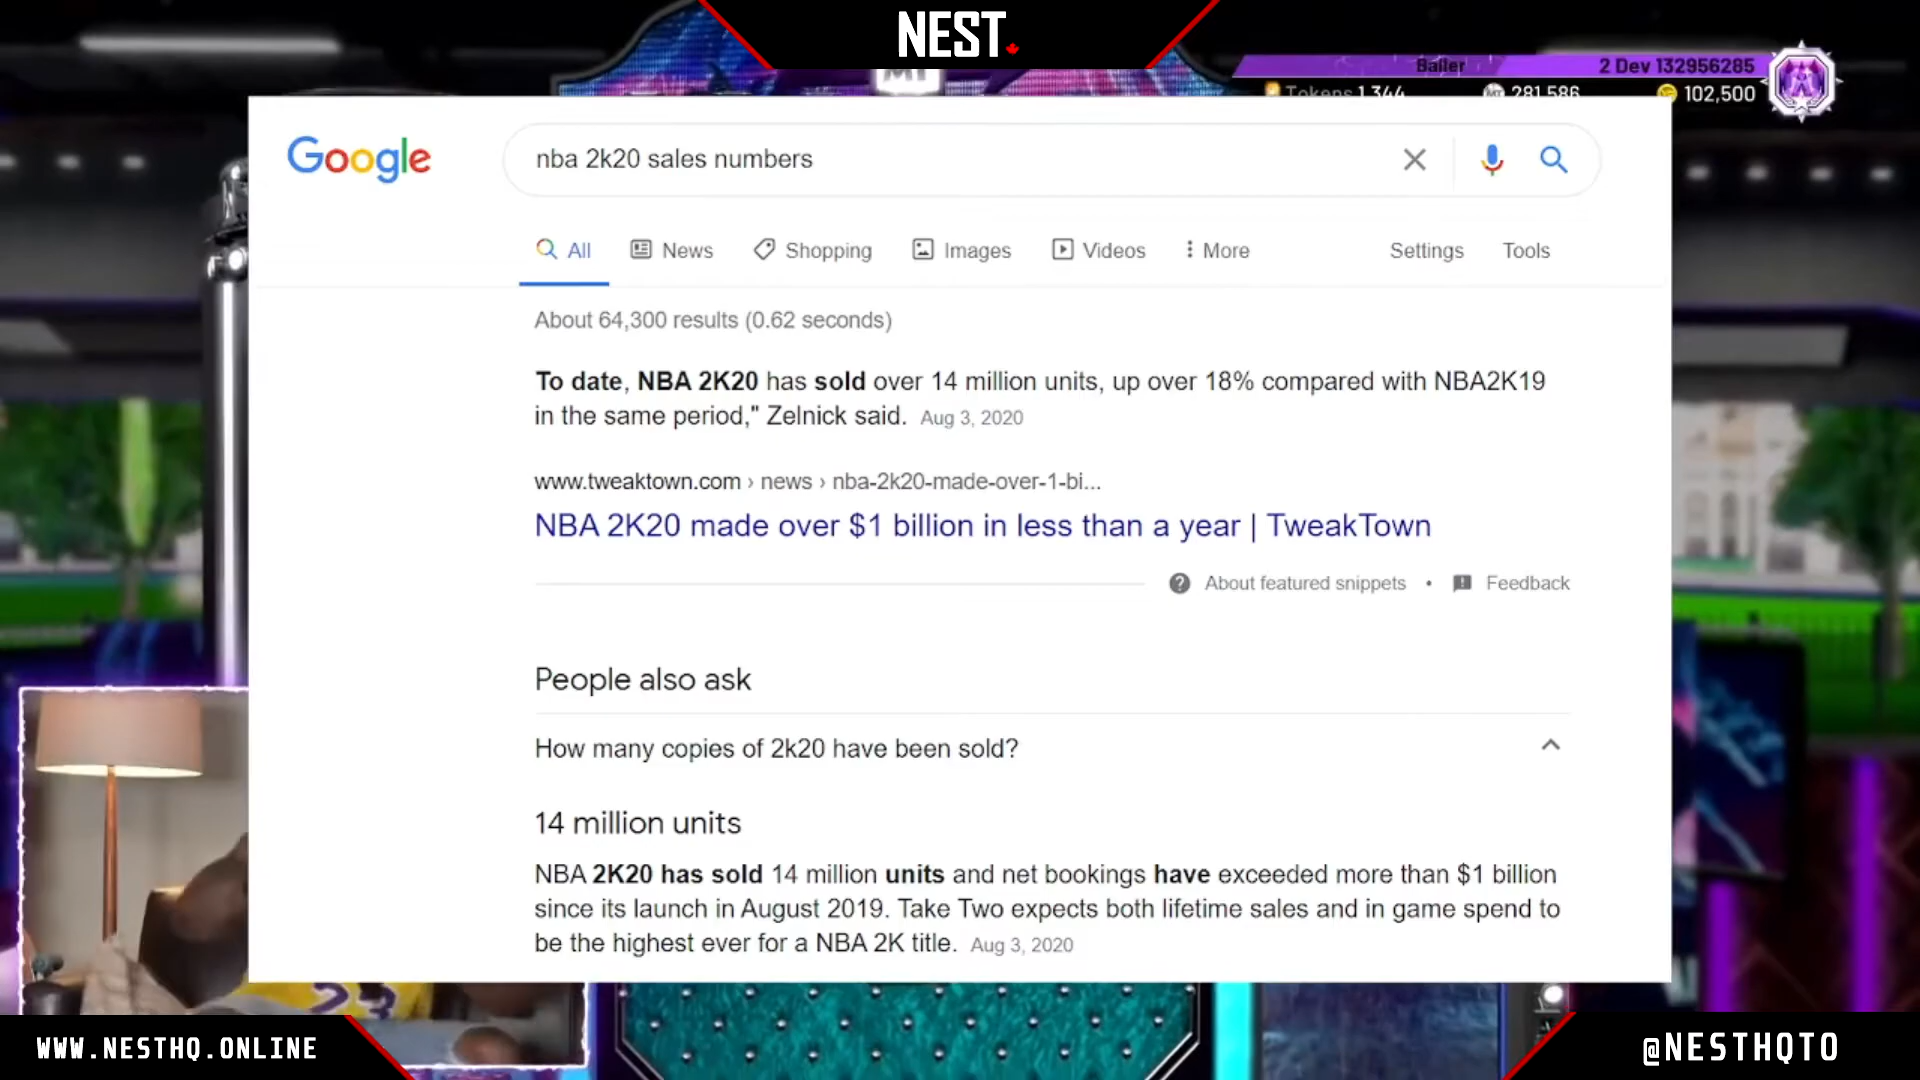 NEST.
Baller
2 Dev 132956285
Tokens 1,344
281,586
102,500
Google
nba 2k20 sales numbers
All
News
Shopping
Images
Videos
More
Settings
Tools
About 64,300 results (0.62 seconds)
To date, NBA 2K20 has sold over 14 million units, up over 18% compared with NBA2K19
in the same period," Zelnick said. Aug 3, 2020
www.tweaktown.com › news › nba-2k20-made-over-1-bi...
NBA 2K20 made over $1 billion in less than a year | TweakTown
About featured snippets • Feedback
People also ask
How many copies of 2k20 have been sold?
14 million units
NBA 2K20 has sold 14 million units and net bookings have exceeded more than $1 billion
since its launch in August 2019. Take Two expects both lifetime sales and in game spend to
be the highest ever for a NBA 2K title. Aug 3, 2020
23
WWW.NESTHQ.ONLINE
@NESTHQTO